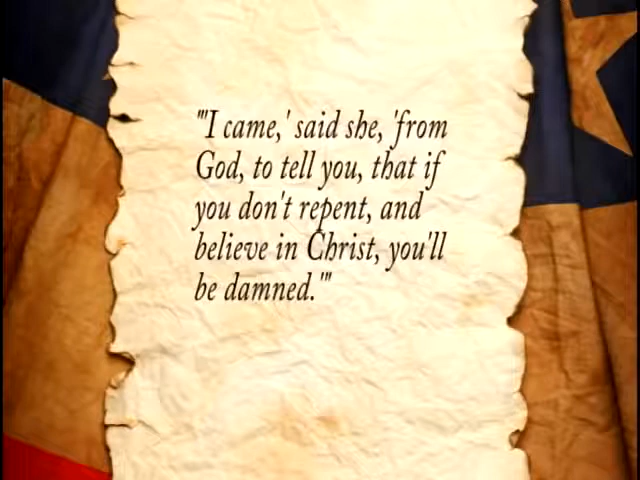 "'I came,' said she, 'from
God, to tell you, that if
you don't repent, and
believe in Christ, you'll
be damned.'"